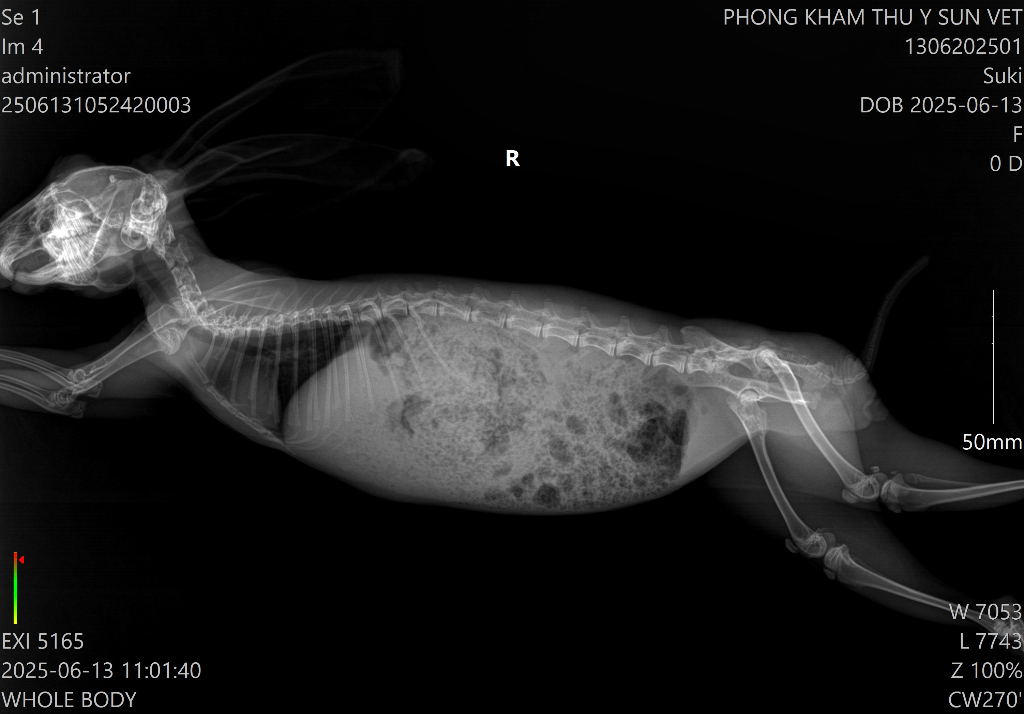 Se 1
Im 4
administrator
2506131052420003
PHONG KHAM THU Y SUN VET
1306202501
Suki
DOB 2025-06-13
F
0 D
R
50mm
EXI 5165
2025-06-13 11:01:40
WHOLE BODY
W 7053
L 7743
Z 100%
CW270'